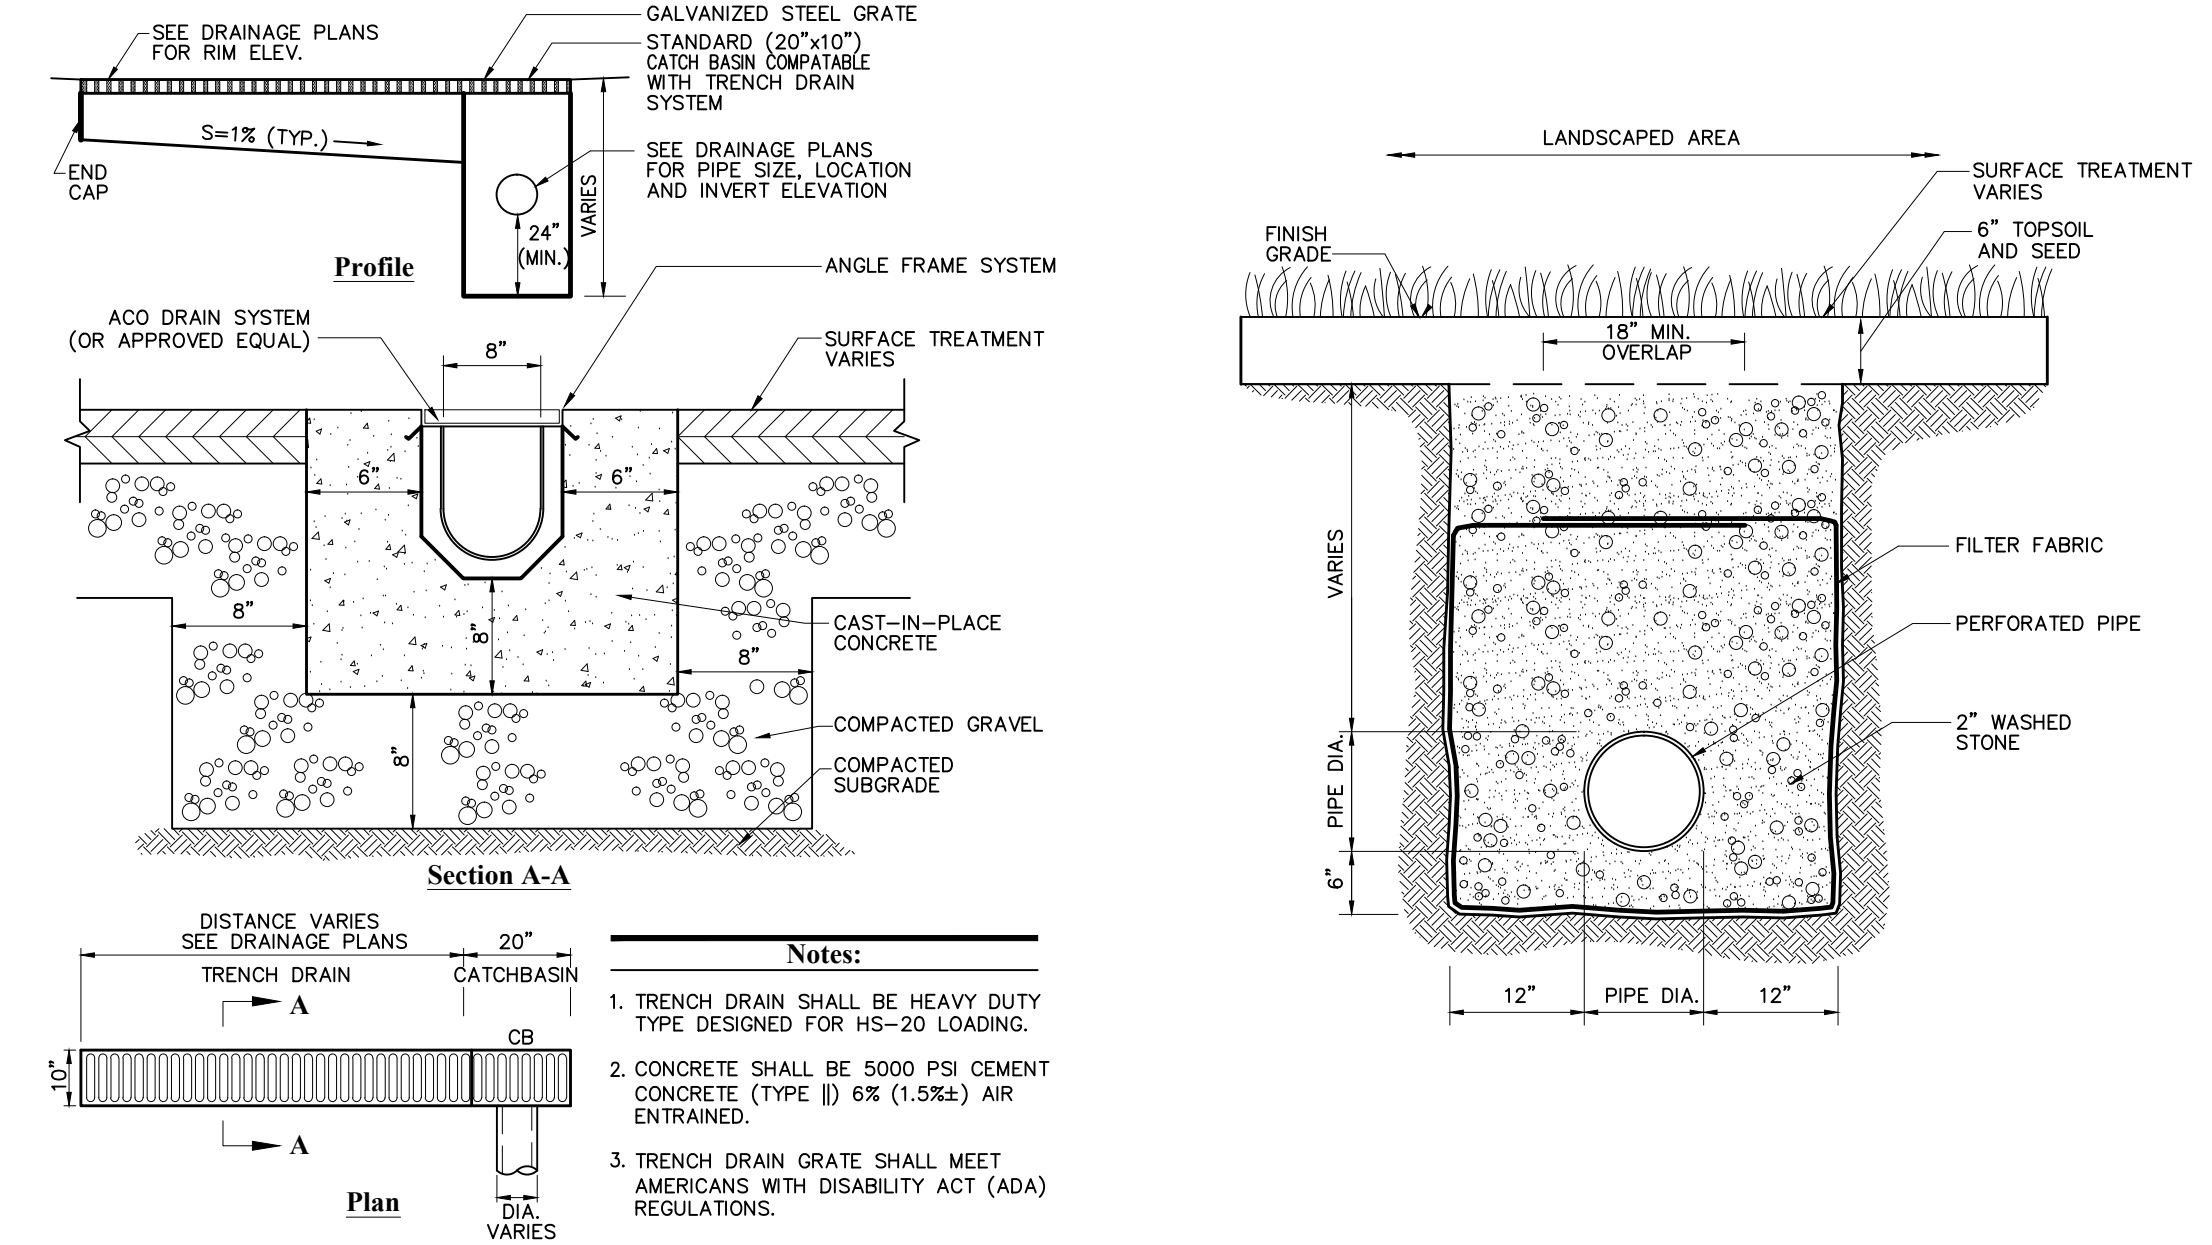 SEE DRAINAGE PLANS
FOR RIM ELEV.
GALVANIZED STEEL GRATE
STANDARD (20"x10")
CATCH BASIN COMPATABLE
WITH TRENCH DRAIN
SYSTEM
S=1% (TYP.)
END
CAP
SEE DRAINAGE PLANS
FOR PIPE SIZE, LOCATION
AND INVERT ELEVATION
VARIES
24"
(MIN.)
Profile
ANGLE FRAME SYSTEM
ACO DRAIN SYSTEM
(OR APPROVED EQUAL)
8"
SURFACE TREATMENT
VARIES
6"
6"
8"
8"
8"
8"
CAST-IN-PLACE
CONCRETE
COMPACTED GRAVEL
COMPACTED
SUBGRADE
Section A-A
DISTANCE VARIES
SEE DRAINAGE PLANS
20"
TRENCH DRAIN
CATCHBASIN
A
CB
10"
A
Plan
DIA.
VARIES
Notes:
1. TRENCH DRAIN SHALL BE HEAVY DUTY
TYPE DESIGNED FOR HS-20 LOADING.
2. CONCRETE SHALL BE 5000 PSI CEMENT
CONCRETE (TYPE ||) 6% (1.5%±) AIR
ENTRAINED.
3. TRENCH DRAIN GRATE SHALL MEET
AMERICANS WITH DISABILITY ACT (ADA)
REGULATIONS.
LANDSCAPED AREA
SURFACE TREATMENT
VARIES
6" TOPSOIL
AND SEED
FINISH
GRADE
18" MIN.
OVERLAP
VARIES
FILTER FABRIC
PERFORATED PIPE
2" WASHED
STONE
PIPE DIA.
6"
12"
PIPE DIA.
12"